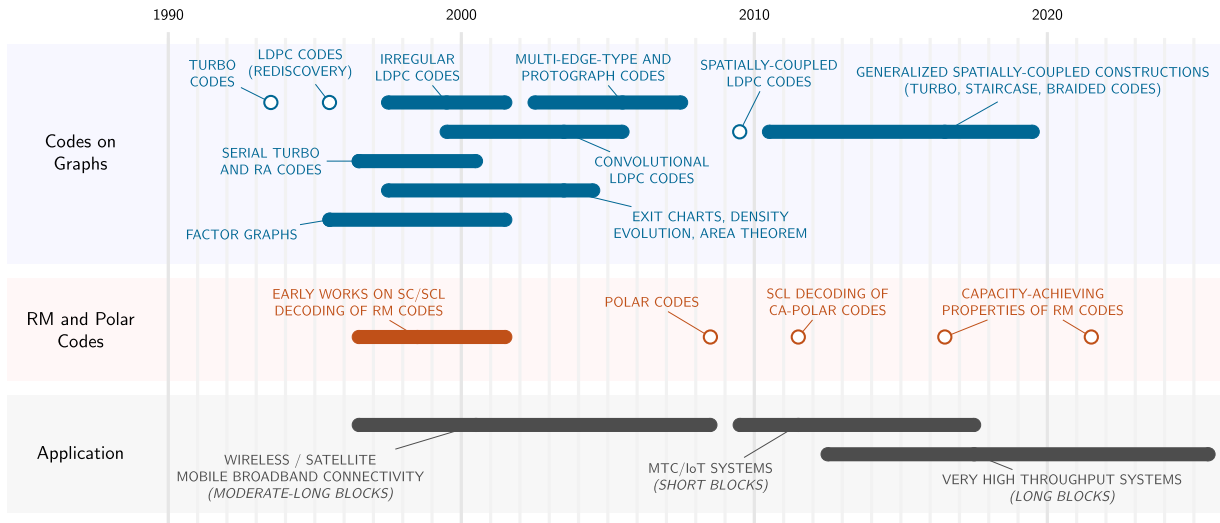 1990
2000
2010
2020
Codes on
Graphs
TURBO
CODES
LDPC CODES
(REDISCOVERY)
IRREGULAR
LDPC CODES
MULTI-EDGE-TYPE AND
PROTOGRAPH CODES
SPATIALLY-COUPLED
LDPC CODES
GENERALIZED SPATIALLY-COUPLED CONSTRUCTIONS
(TURBO, STAIRCASE, BRAIDED CODES)
SERIAL TURBO
AND RA CODES
CONVOLUTIONAL
LDPC CODES
FACTOR GRAPHS
EXIT CHARTS, DENSITY
EVOLUTION, AREA THEOREM
RM and Polar
Codes
EARLY WORKS ON SC/SCL
DECODING OF RM CODES
POLAR CODES
SCL DECODING OF
CA-POLAR CODES
CAPACITY-ACHIEVING
PROPERTIES OF RM CODES
Application
WIRELESS / SATELLITE
MOBILE BROADBAND CONNECTIVITY
(MODERATE-LONG BLOCKS)
MTC/IoT SYSTEMS
(SHORT BLOCKS)
VERY HIGH THROUGHPUT SYSTEMS
(LONG BLOCKS)